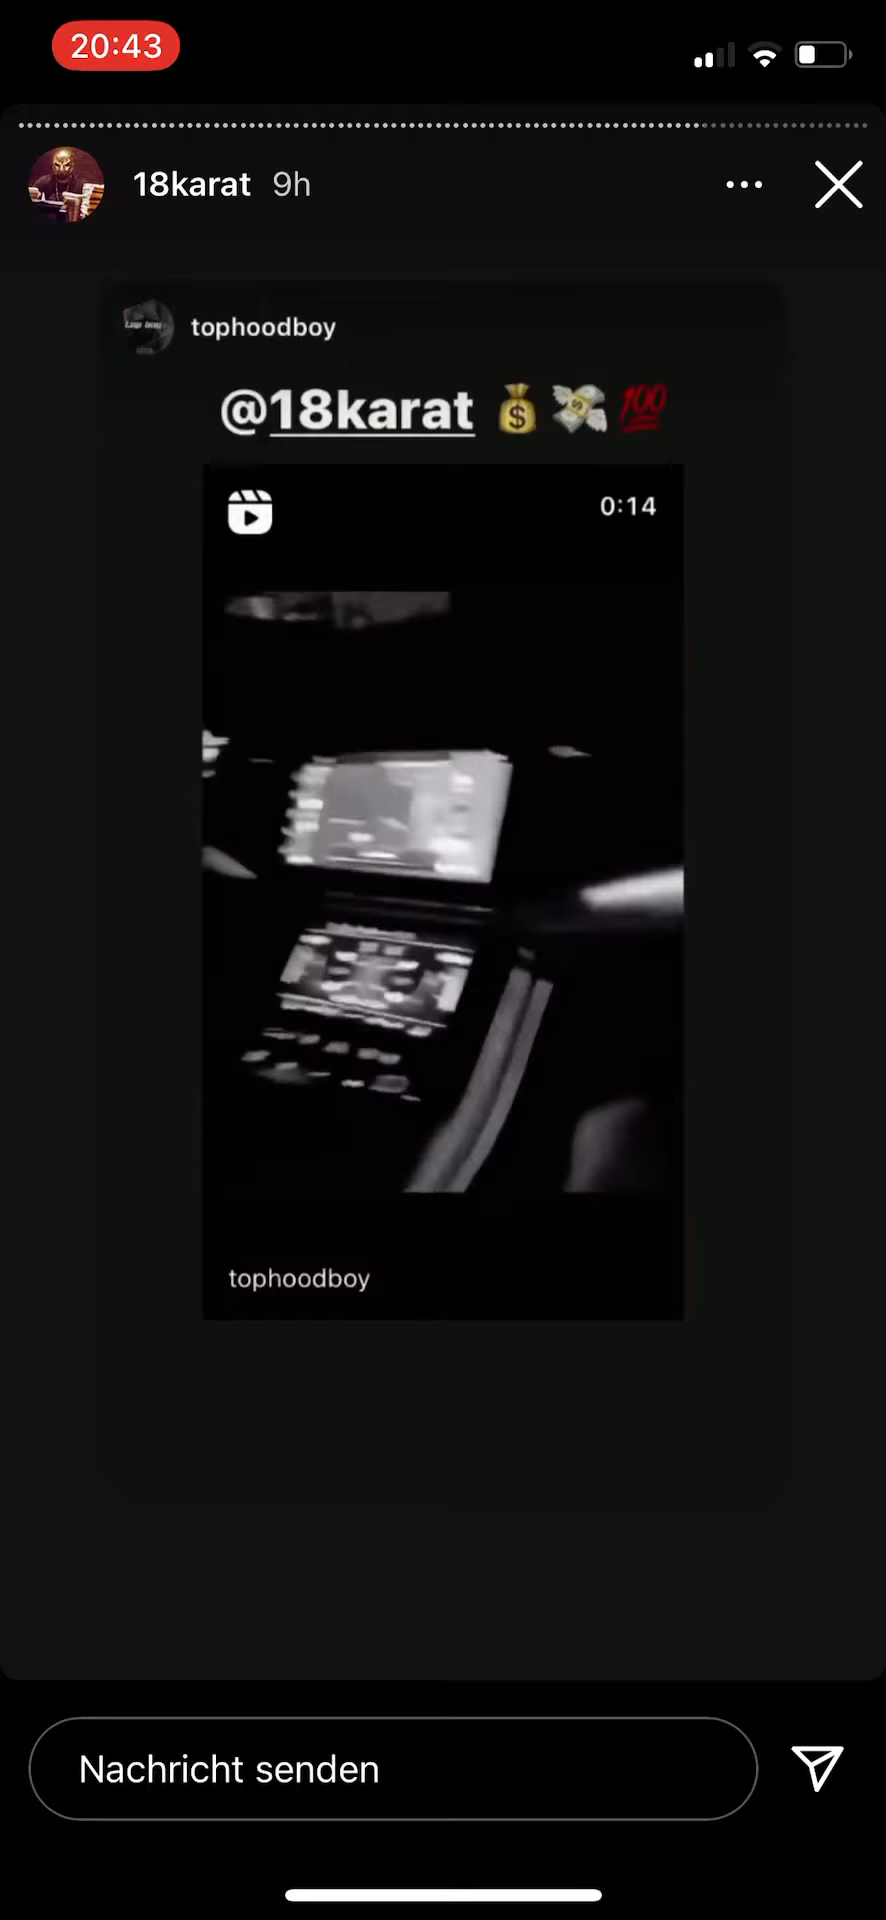 20:43
18karat 9h
tophoodboy
@18karat 💰 💸 💯
0:14
tophoodboy
Nachricht senden